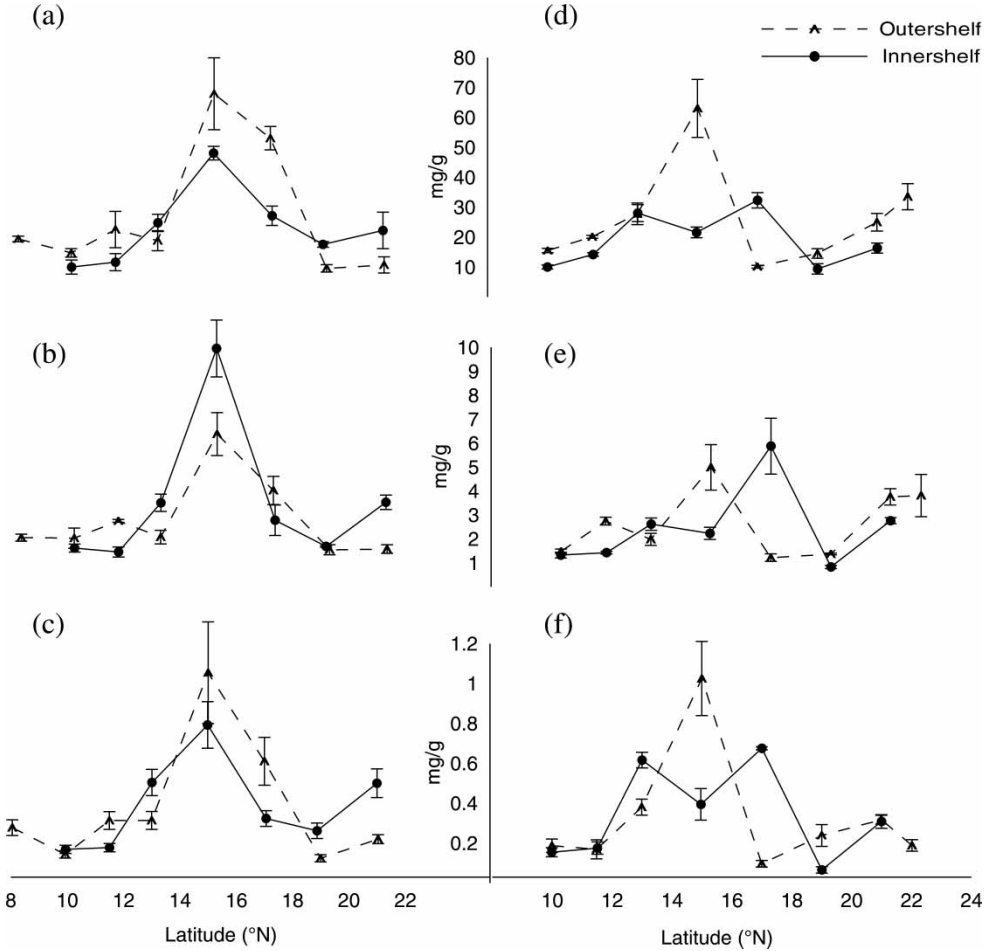 (a)
(d)
Outershelf
Innershelf
80
70
60
50
40
30
20
10
mg/g
(b)
(e)
10
9
8
7
6
5
4
3
2
1
mg/g
(c)
(f)
1.2
1
0.8
0.6
0.4
0.2
mg/g
8 10 12 14 16 18 20 22 10 12 14 16 18 20 22 24
Latitude (°N) Latitude (°N)